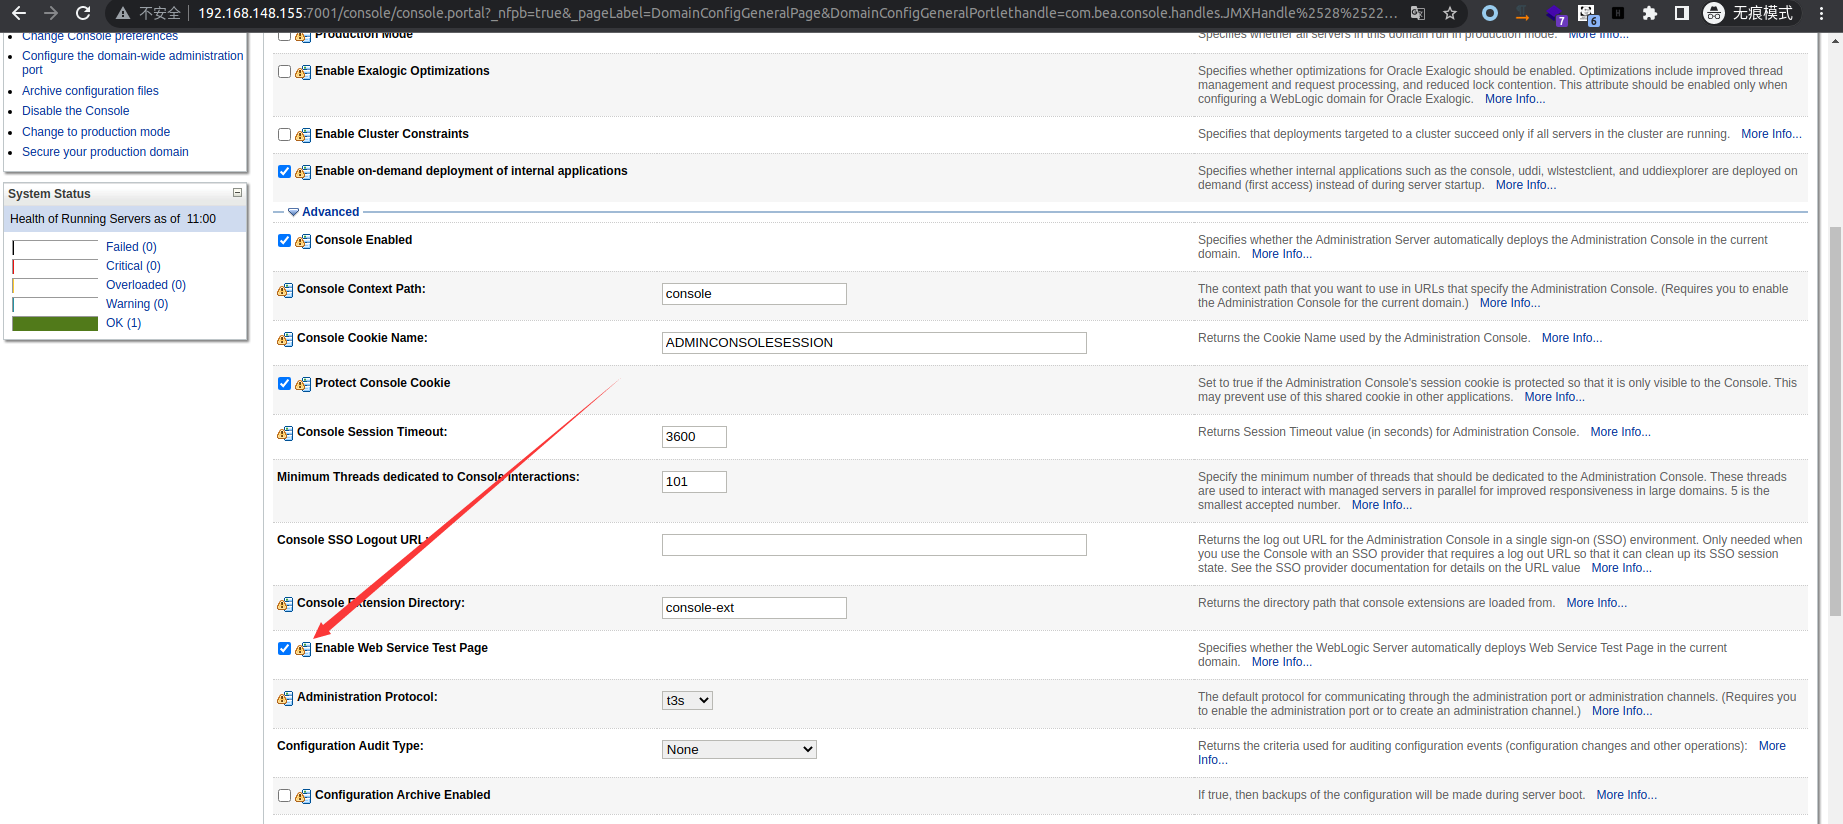 不安全 192.168.148.155:7001/console/console.portal?_nfpb=true&_pageLabel=DomainConfigGeneralPage&DomainConfigGeneralPortlethandle=com.bea.console.handles.JMXHandle%2528%2522... 7 6 无痕模式
Change Console preferences
Configure the domain-wide administration
port
Archive configuration files
Disable the Console
Change to production mode
Secure your production domain
System Status
Health of Running Servers as of 11:00
Failed (0)
Critical (0)
Overloaded (0)
Warning (0)
OK (1)
Production Mode
Specifies whether all servers in this domain run in production mode. More Info...
Enable Exalogic Optimizations
Specifies whether optimizations for Oracle Exalogic should be enabled. Optimizations include improved thread
management and request processing, and reduced lock contention. This attribute should be enabled only when
configuring a WebLogic domain for Oracle Exalogic. More Info...
Enable Cluster Constraints
Specifies that deployments targeted to a cluster succeed only if all servers in the cluster are running. More Info...
Enable on-demand deployment of internal applications
Specifies whether internal applications such as the console, uddi, wlstestclient, and uddiexplorer are deployed on
demand (first access) instead of during server startup. More Info...
Advanced
Console Enabled
Specifies whether the Administration Server automatically deploys the Administration Console in the current
domain. More Info...
Console Context Path: console
The context path that you want to use in URLs that specify the Administration Console. (Requires you to enable
the Administration Console for the current domain.) More Info...
Console Cookie Name: ADMINCONSOLESESSION
Returns the Cookie Name used by the Administration Console. More Info...
Protect Console Cookie
Set to true if the Administration Console's session cookie is protected so that it is only visible to the Console. This
may prevent use of this shared cookie in other applications. More Info...
Console Session Timeout: 3600
Returns Session Timeout value (in seconds) for Administration Console. More Info...
Minimum Threads dedicated to Console Interactions: 101
Specify the minimum number of threads that should be dedicated to the Administration Console. These threads
are used to interact with managed servers in parallel for improved responsiveness in large domains. 5 is the
smallest accepted number. More Info...
Console SSO Logout URL:
Returns the log out URL for the Administration Console in a single sign-on (SSO) environment. Only needed when
you use the Console with an SSO provider that requires a log out URL so that it can clean up its SSO session
state. See the SSO provider documentation for details on the URL value More Info...
Console Extension Directory: console-ext
Returns the directory path that console extensions are loaded from. More Info...
Enable Web Service Test Page
Specifies whether the WebLogic Server automatically deploys Web Service Test Page in the current
domain. More Info...
Administration Protocol: t3s
The default protocol for communicating through the administration port or administration channels. (Requires you
to enable the administration port or to create an administration channel.) More Info...
Configuration Audit Type: None
Returns the criteria used for auditing configuration events (configuration changes and other operations): More
Info...
Configuration Archive Enabled
If true, then backups of the configuration will be made during server boot. More Info...